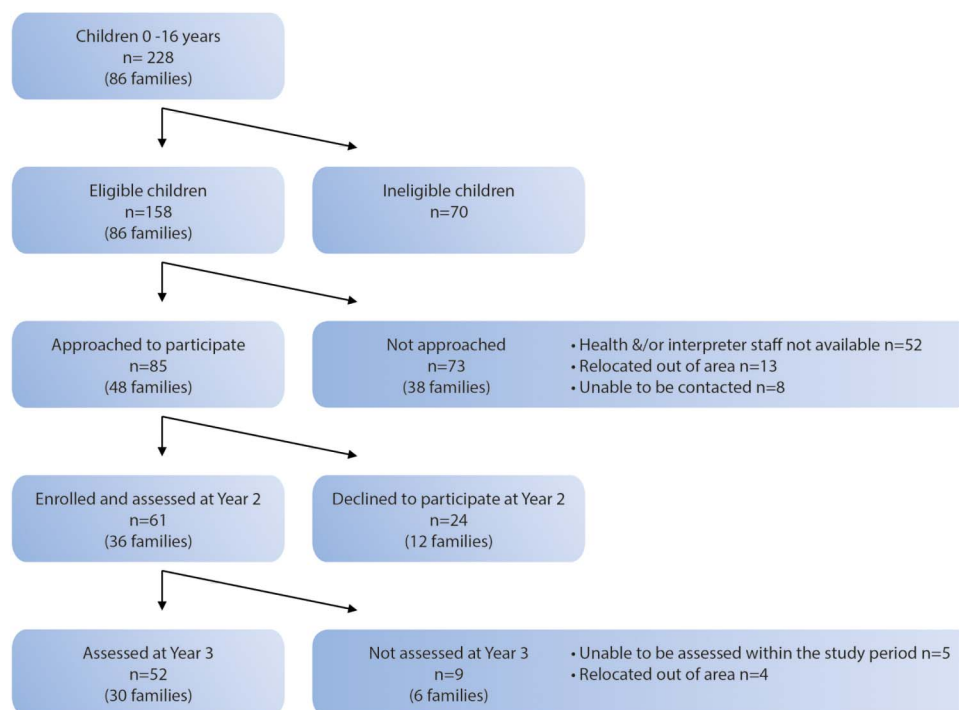 Children 0 -16 years
n= 228
(86 families)
Eligible children
n=158
(86 families)
Ineligible children
n=70
Approached to participate
n=85
(48 families)
Not approached
n=73
(38 families)
• Health &/or interpreter staff not available n=52
• Relocated out of area n=13
• Unable to be contacted n=8
Enrolled and assessed at Year 2
n=61
(36 families)
Declined to participate at Year 2
n=24
(12 families)
Assessed at Year 3
n=52
(30 families)
Not assessed at Year 3
n=9
(6 families)
• Unable to be assessed within the study period n=5
• Relocated out of area n=4